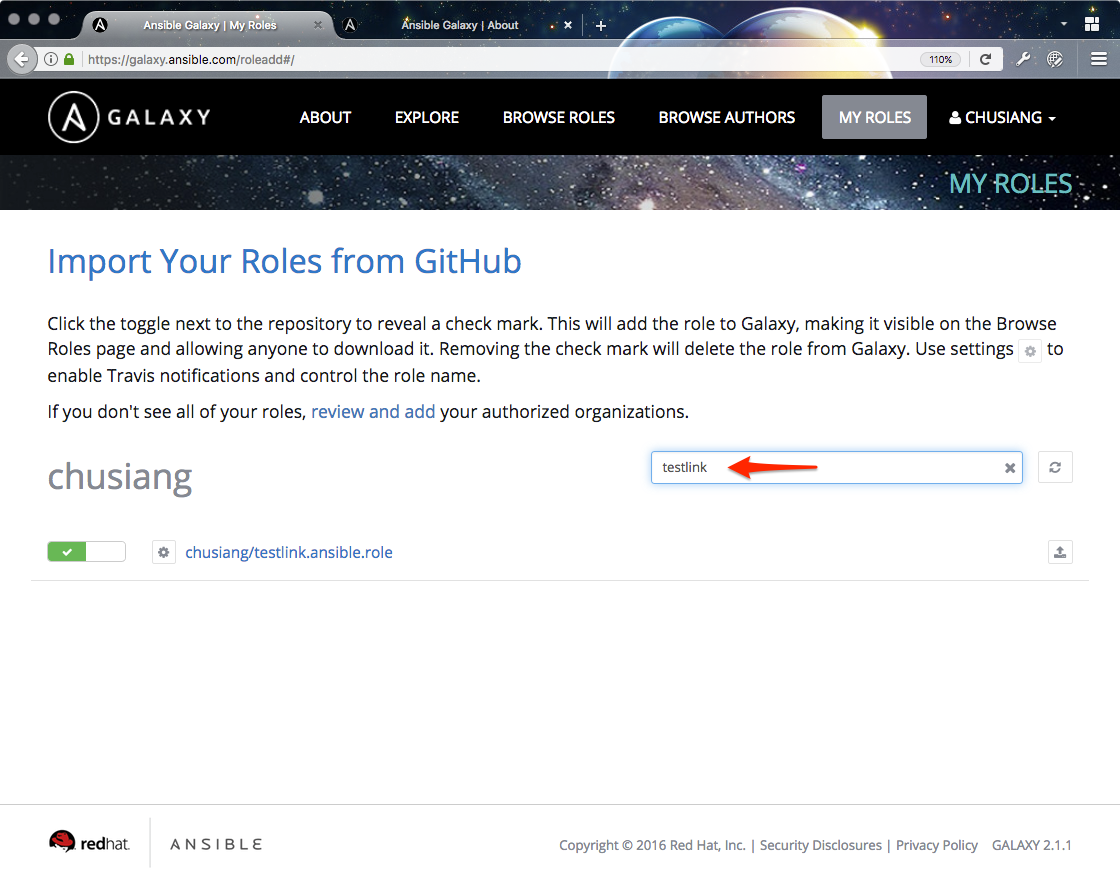 Ansible Galaxy | My Roles
Ansible Galaxy | About
https://galaxy.ansible.com/roleadd#/
110%
GALAXY
ABOUT
EXPLORE
BROWSE ROLES
BROWSE AUTHORS
MY ROLES
CHUSIANG
MY ROLES
Import Your Roles from GitHub
Click the toggle next to the repository to reveal a check mark. This will add the role to Galaxy, making it visible on the Browse
Roles page and allowing anyone to download it. Removing the check mark will delete the role from Galaxy. Use settings to
enable Travis notifications and control the role name.
If you don't see all of your roles, review and add your authorized organizations.
chusiang
testlink
chusiang/testlink.ansible.role
redhat.
ANSIBLE
Copyright © 2016 Red Hat, Inc. | Security Disclosures | Privacy Policy GALAXY 2.1.1